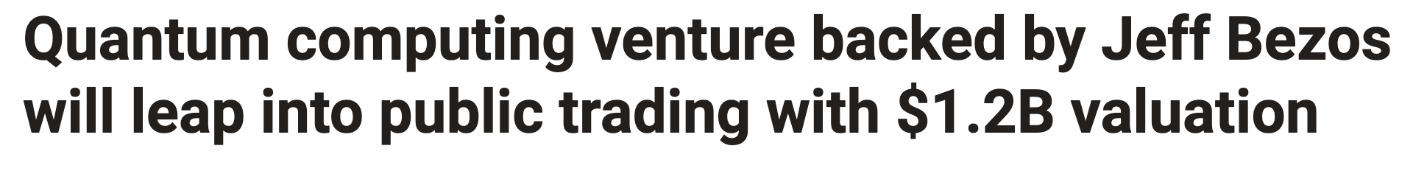 Quantum computing venture backed by Jeff Bezos
will leap into public trading with $1.2B valuation